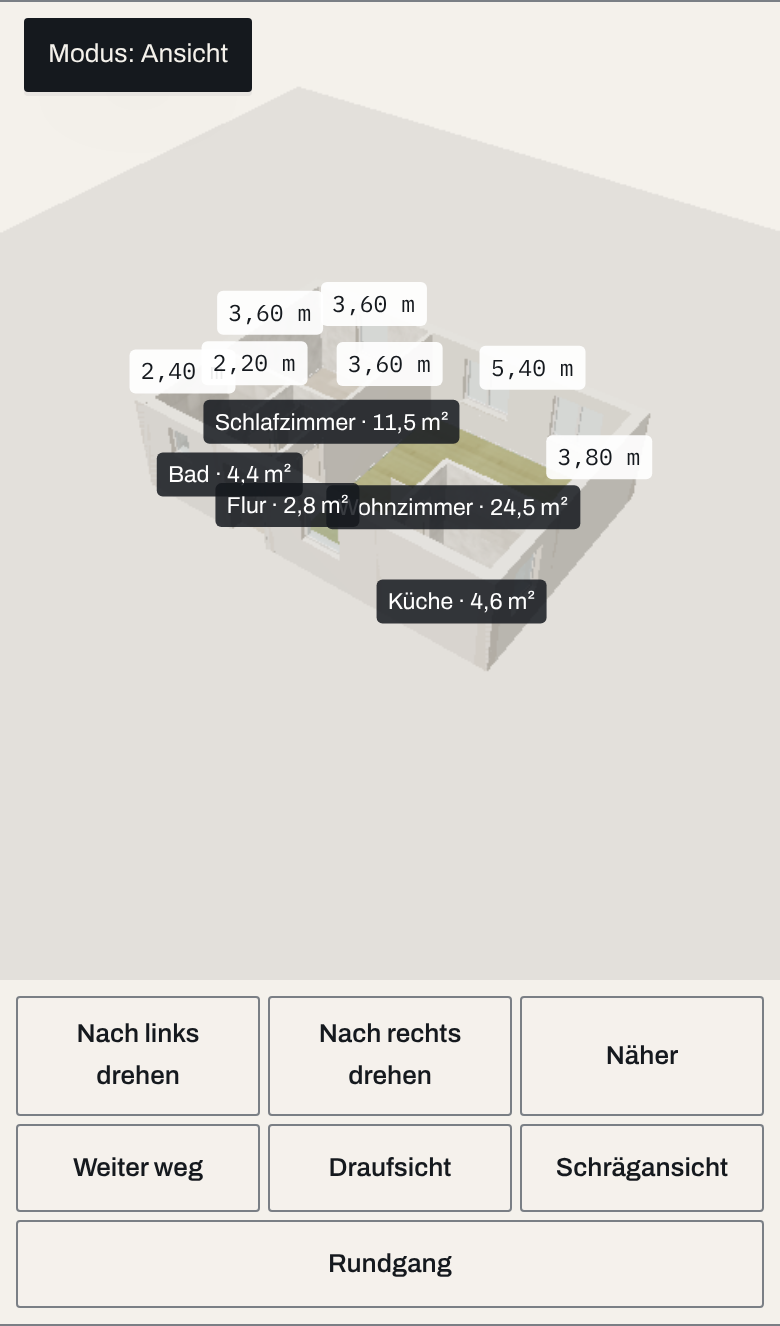 Modus: Ansicht
3,60 m
3,60 m
2,40
2,20 m
3,60 m
5,40 m
Schlafzimmer · 11,5 m²
3,80 m
Bad · 4,4 m²
Flur · 2,8 m²
Wohnzimmer · 24,5 m²
Küche · 4,6 m²
Nach links
drehen
Nach rechts
drehen
Näher
Weiter weg
Draufsicht
Schrägansicht
Rundgang